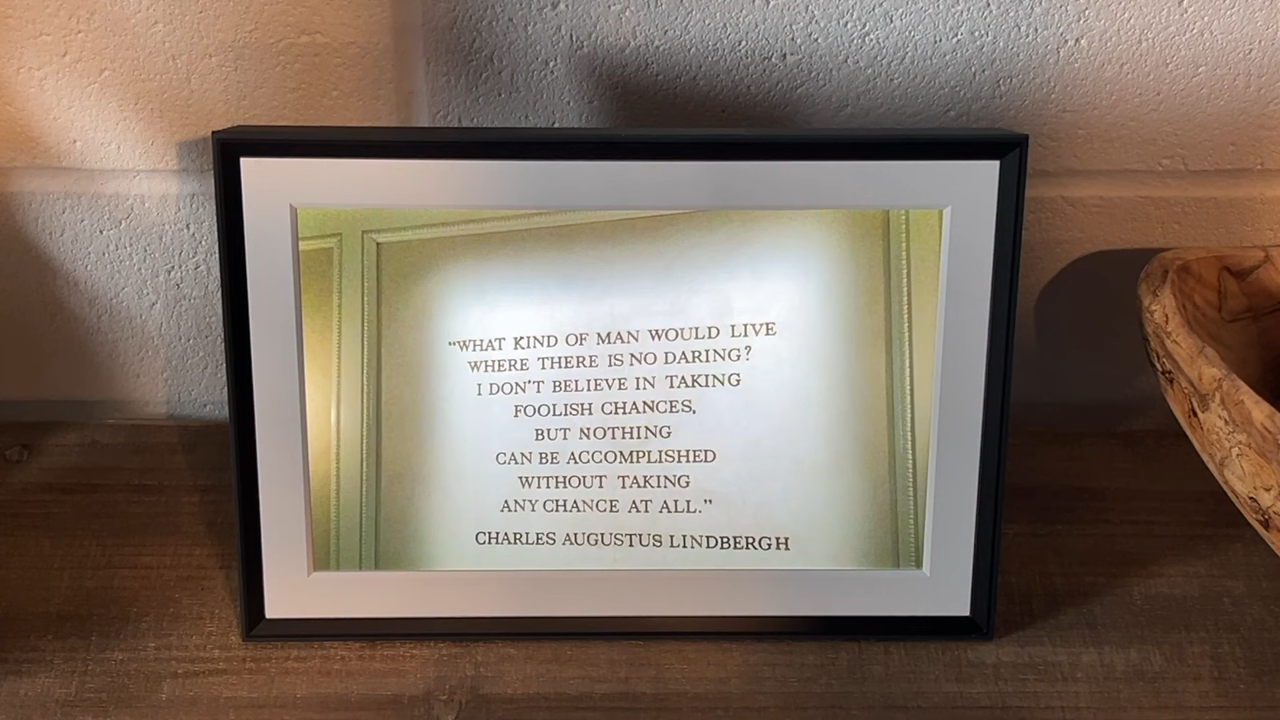 “WHAT KIND OF MAN WOULD LIVE
WHERE THERE IS NO DARING?
I DON'T BELIEVE IN TAKING
FOOLISH CHANCES,
BUT NOTHING
CAN BE ACCOMPLISHED
WITHOUT TAKING
ANY CHANCE AT ALL.”
CHARLES AUGUSTUS LINDBERGH